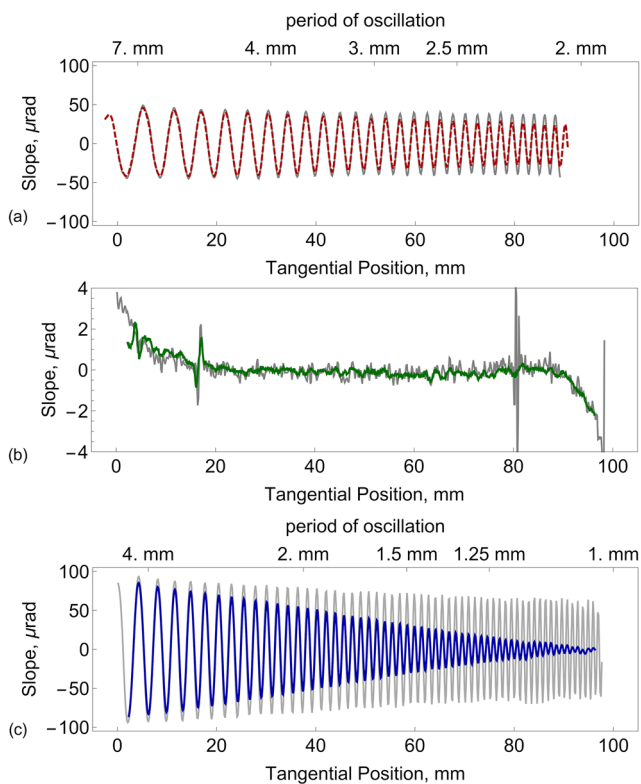 period of oscillation
7. mm 4. mm 3. mm 2.5 mm 2. mm
100
50
0
−50
−100
Slope, μrad
(a)
0 20 40 60 80 100
Tangential Position, mm
4
2
0
−2
−4
Slope, μrad
(b)
0 20 40 60 80 100
Tangential Position, mm
period of oscillation
4. mm 2. mm 1.5 mm 1.25 mm 1. mm
100
50
0
−50
−100
Slope, μrad
(c)
0 20 40 60 80 100
Tangential Position, mm